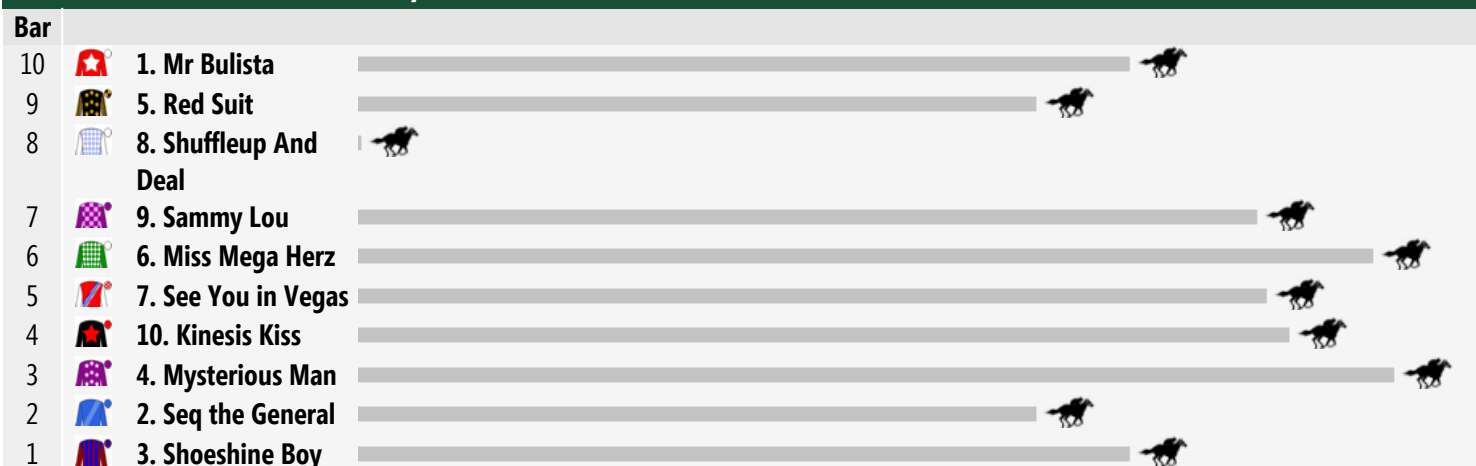 Bar
10 1. Mr Bulista
9 5. Red Suit
8 8. Shuffleup And
Deal
7 9. Sammy Lou
6 6. Miss Mega Herz
5 7. See You in Vegas
4 10. Kinesis Kiss
3 4. Mysterious Man
2 2. Seq the General
1 3. Shoeshine Boy